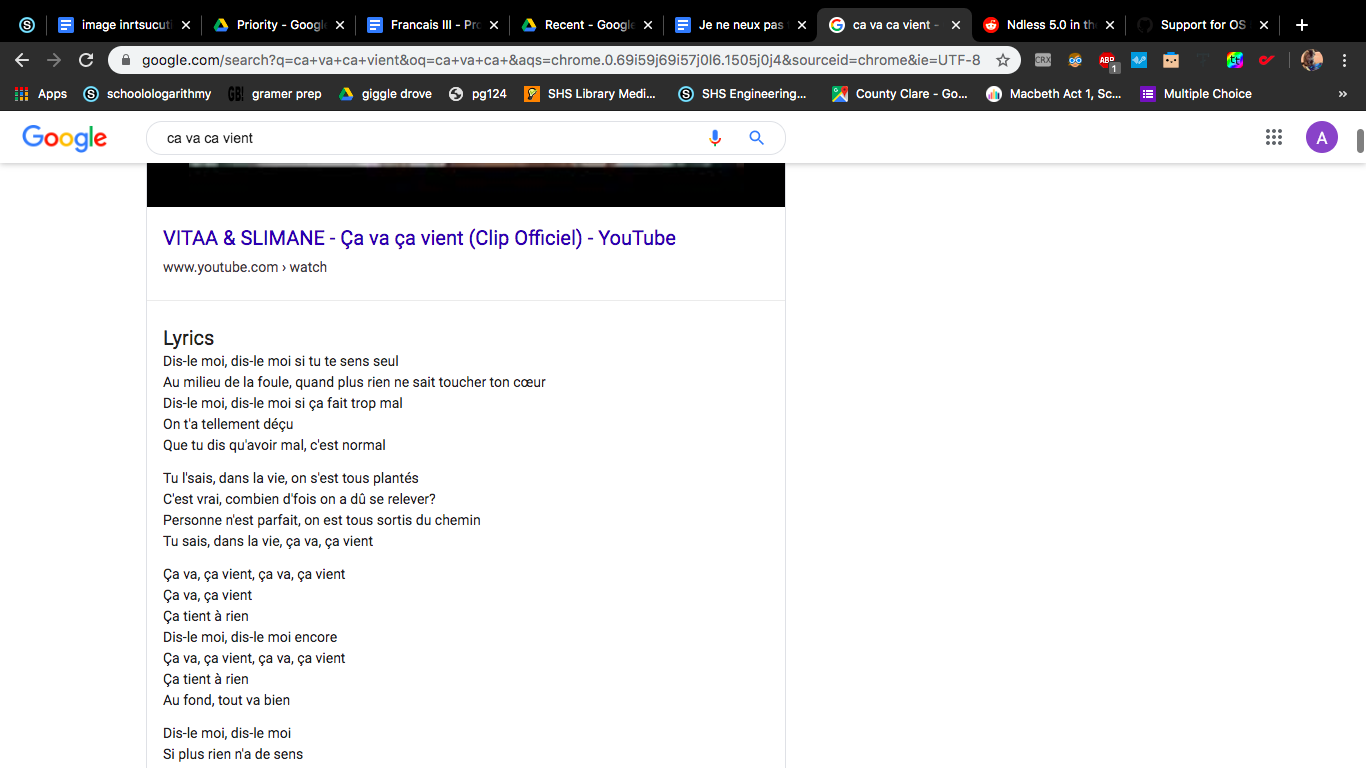 image inrtsucuti
Priority - Google
Francais III - Pro
Recent - Google
Je ne neux pas
ca va ca vient -
Ndless 5.0 in the
Support for OS
google.com/search?q=ca+va+ca+vient&oq=ca+va+ca+&aqs=chrome.0.69i59j69i57j0l6.1505j0j4&sourceid=chrome&ie=UTF-8
CRX
ABP
1
Apps
schoolologarithmy
GB!
gramer prep
giggle drove
pg124
SHS Library Medi...
SHS Engineering...
County Clare - Go...
Macbeth Act 1, Sc...
Multiple Choice
»
Google
ca va ca vient
A
VITAA & SLIMANE - Ça va ça vient (Clip Officiel) - YouTube
www.youtube.com › watch
Lyrics
Dis-le moi, dis-le moi si tu te sens seul
Au milieu de la foule, quand plus rien ne sait toucher ton cœur
Dis-le moi, dis-le moi si ça fait trop mal
On t'a tellement déçu
Que tu dis qu'avoir mal, c'est normal
Tu l'sais, dans la vie, on s'est tous plantés
C'est vrai, combien d'fois on a dû se relever?
Personne n'est parfait, on est tous sortis du chemin
Tu sais, dans la vie, ça va, ça vient
Ça va, ça vient, ça va, ça vient
Ça va, ça vient
Ça tient à rien
Dis-le moi, dis-le moi encore
Ça va, ça vient, ça va, ça vient
Ça tient à rien
Au fond, tout va bien
Dis-le moi, dis-le moi
Si plus rien n'a de sens